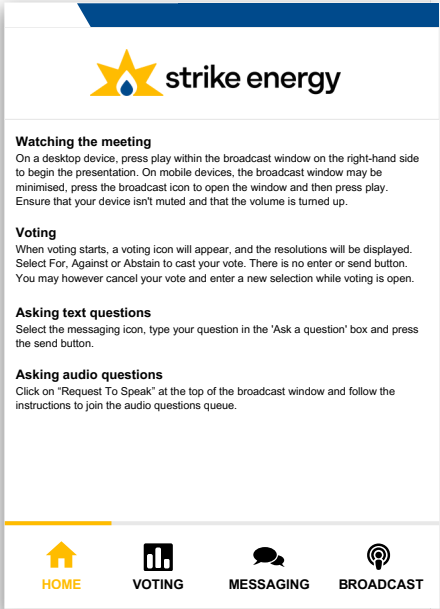 strike energy
Watching the meeting
On a desktop device, press play within the broadcast window on the right-hand side
to begin the presentation. On mobile devices, the broadcast window may be
minimised, press the broadcast icon to open the window and then press play.
Ensure that your device isn't muted and that the volume is turned up.
Voting
When voting starts, a voting icon will appear, and the resolutions will be displayed.
Select For, Against or Abstain to cast your vote. There is no enter or send button.
You may however cancel your vote and enter a new selection while voting is open.
Asking text questions
Select the messaging icon, type your question in the 'Ask a question' box and press
the send button.
Asking audio questions
Click on “Request To Speak” at the top of the broadcast window and follow the
instructions to join the audio questions queue.
HOME VOTING MESSAGING BROADCAST